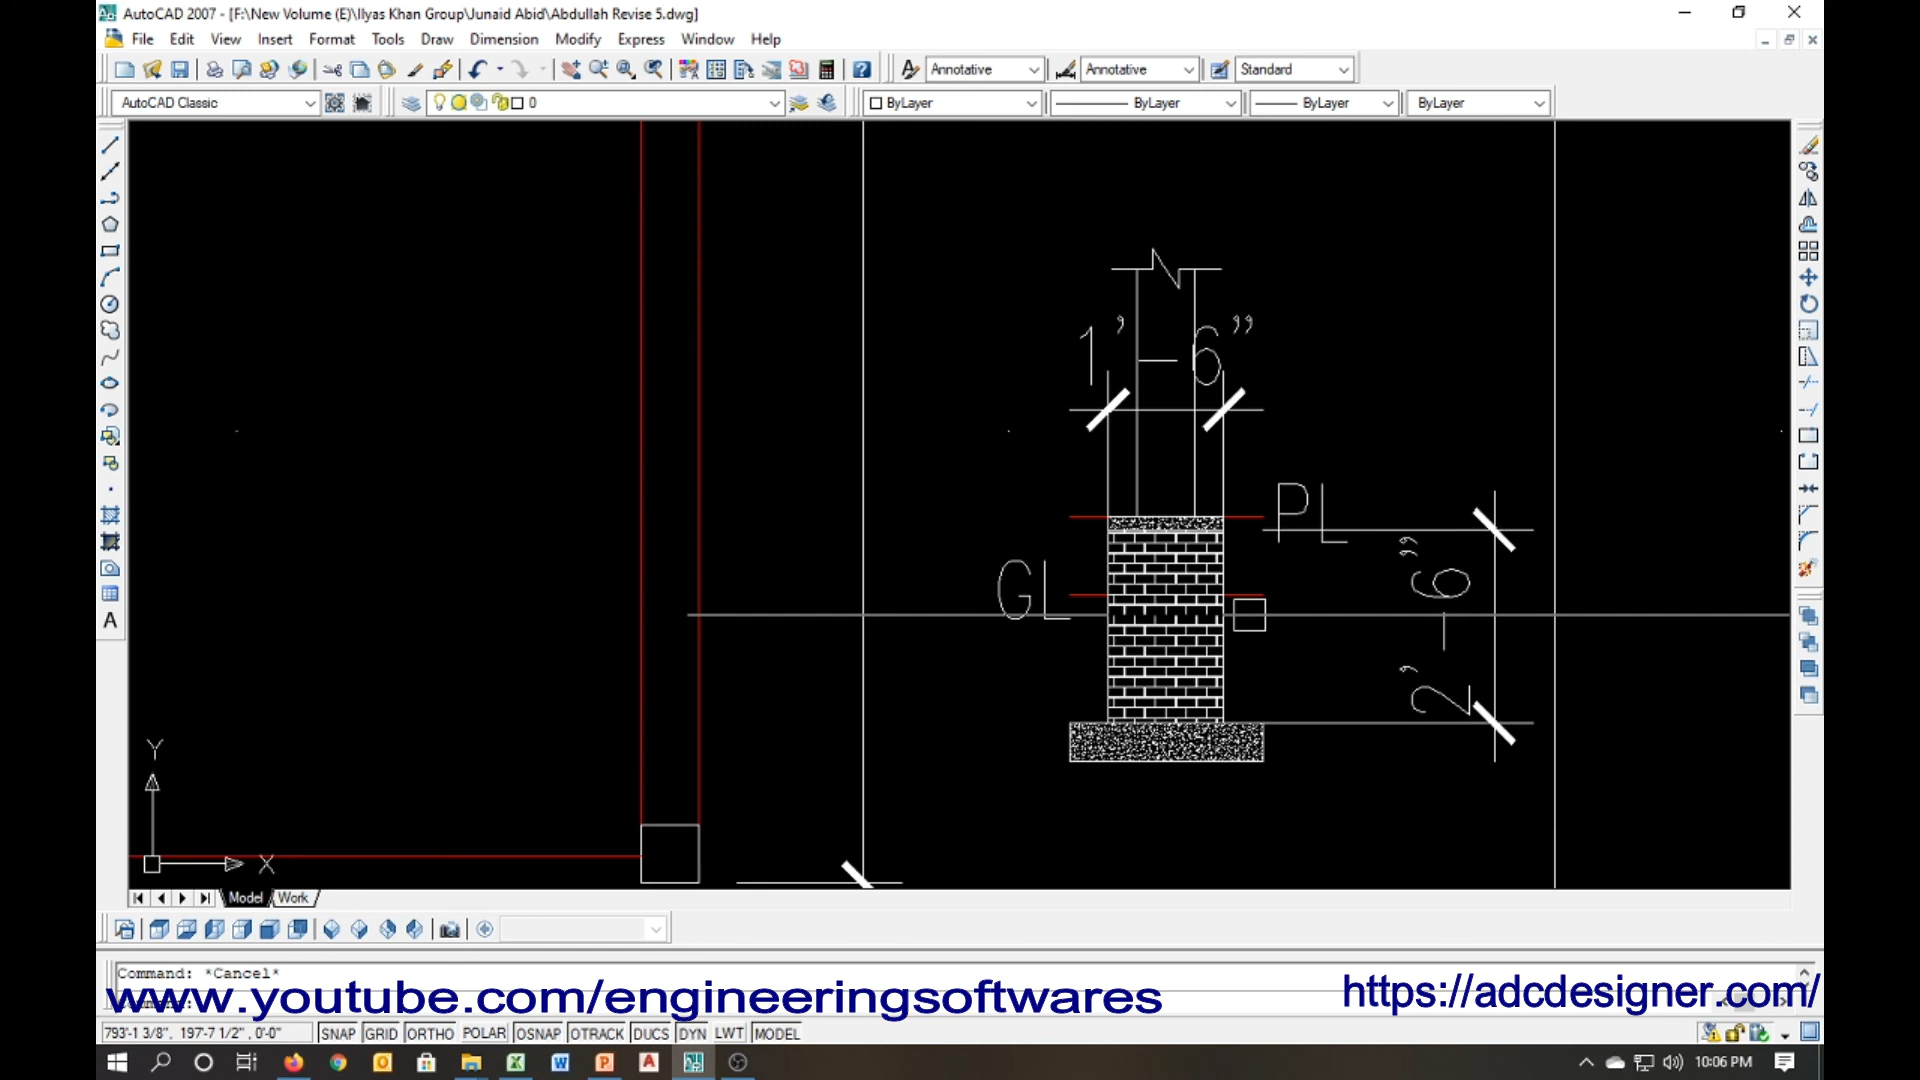 AutoCAD 2007 - [F:\New Volume (E)\Ilyas Khan Group\Junaid Abid\Abdullah Revise 5.dwg]
File Edit View Insert Format Tools Draw Dimension Modify Express Window Help
Annotative Annotative Standard
AutoCAD Classic 0 ByLayer ByLayer ByLayer ByLayer
1'-6"
PL
GL
2'-6"
Y
X
Model Work
Command: *Cancel*
Command:
www.youtube.com/engineeringsoftwares
https://adcdesigner.com/
793'-1 3/8", 197'-7 1/2", 0'-0" SNAP GRID ORTHO POLAR OSNAP OTRACK DUCS DYN LWT MODEL
10:06 PM